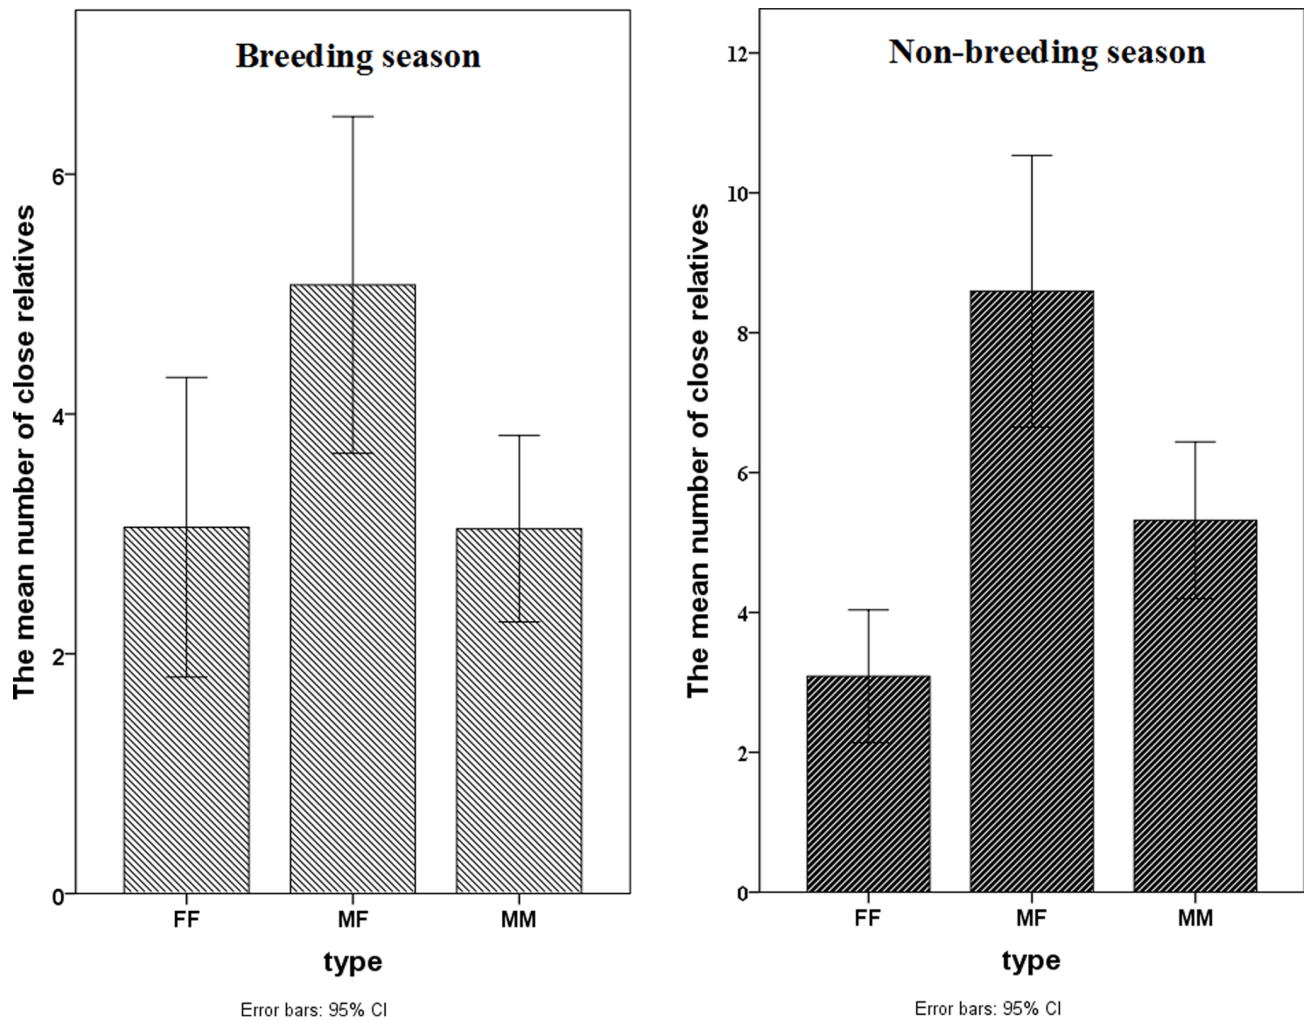 Breeding season
The mean number of close relatives
6
4
2
0
FF MF MM
type
Error bars: 95% CI
Non-breeding season
The mean number of close relatives
12
10
8
6
4
2
0
FF MF MM
type
Error bars: 95% CI